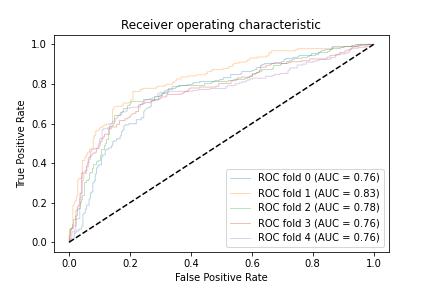 Receiver operating characteristic
1.0
0.8
0.6
0.4
0.2
0.0
True Positive Rate
ROC fold 0 (AUC = 0.76)
ROC fold 1 (AUC = 0.83)
ROC fold 2 (AUC = 0.78)
ROC fold 3 (AUC = 0.76)
ROC fold 4 (AUC = 0.76)
0.0 0.2 0.4 0.6 0.8 1.0
False Positive Rate